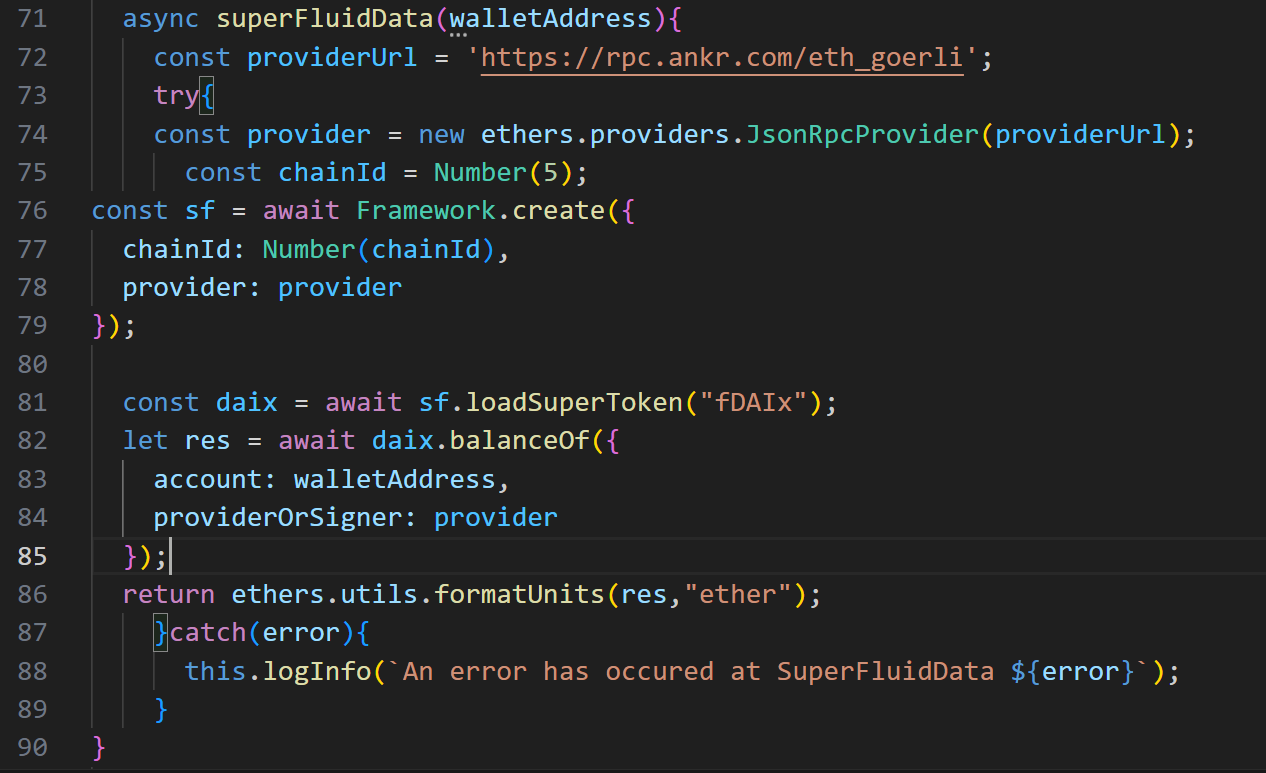 71 async superFluidData(walletAddress){
72 const providerUrl = 'https://rpc.ankr.com/eth_goerli';
73 try{
74 const provider = new ethers.providers.JsonRpcProvider(providerUrl);
75 const chainId = Number(5);
76 const sf = await Framework.create({
77 chainId: Number(chainId),
78 provider: provider
79 });
80
81 const daix = await sf.loadSuperToken("fDAIx");
82 let res = await daix.balanceOf({
83 account: walletAddress,
84 providerOrSigner: provider
85 });
86 return ethers.utils.formatUnits(res,"ether");
87 }catch(error){
88 this.logInfo(`An error has occured at SuperFluidData ${error}`);
89 }
90 }